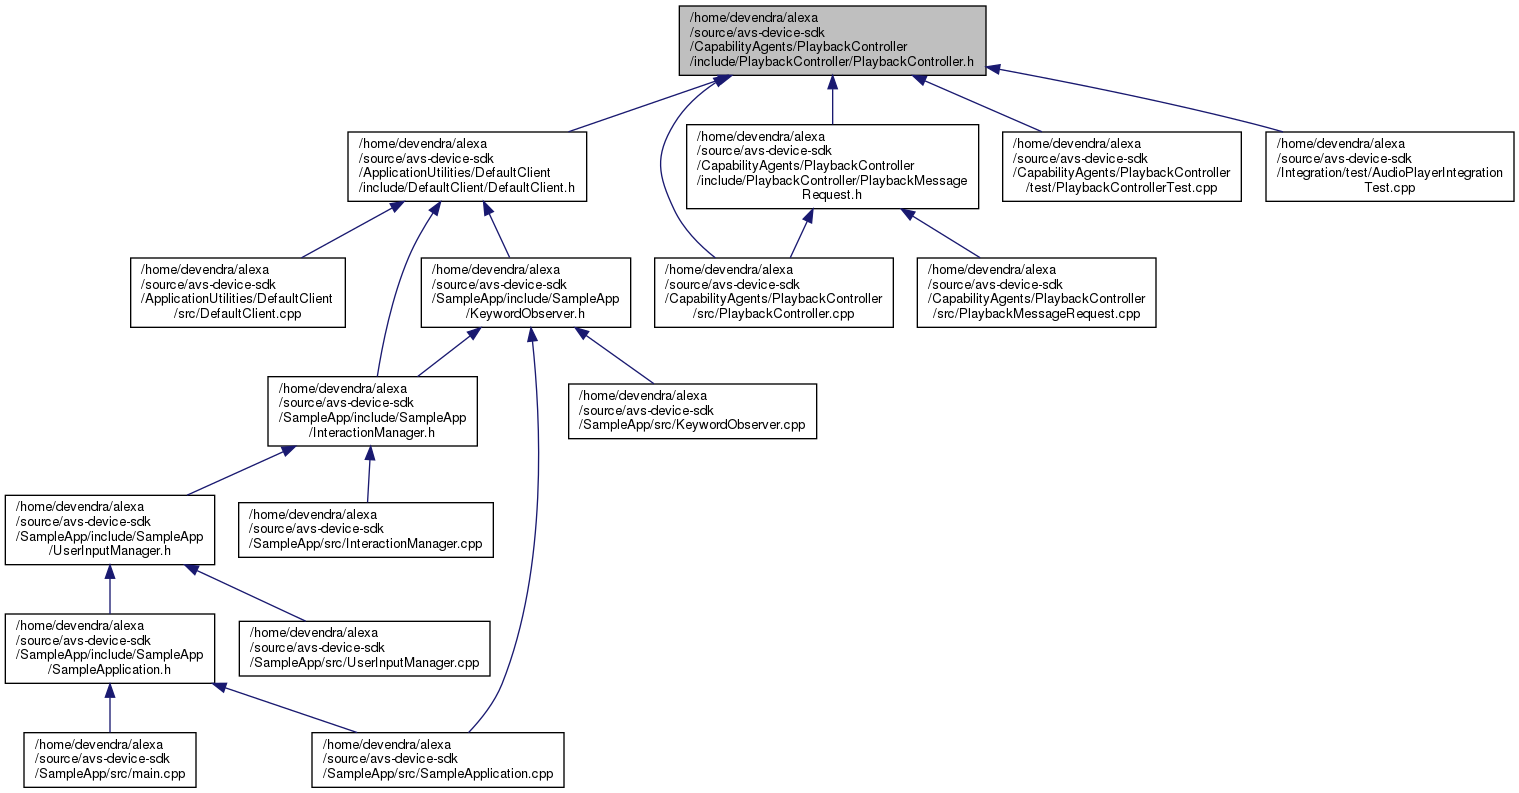 /home/devendra/alexa
/source/avs-device-sdk
/CapabilityAgents/PlaybackController
/include/PlaybackController/PlaybackController.h
/home/devendra/alexa
/source/avs-device-sdk
/ApplicationUtilities/DefaultClient
/include/DefaultClient/DefaultClient.h
/home/devendra/alexa
/source/avs-device-sdk
/CapabilityAgents/PlaybackController
/include/PlaybackController/PlaybackMessage
Request.h
/home/devendra/alexa
/source/avs-device-sdk
/CapabilityAgents/PlaybackController
/test/PlaybackControllerTest.cpp
/home/devendra/alexa
/source/avs-device-sdk
/Integration/test/AudioPlayerIntegration
Test.cpp
/home/devendra/alexa
/source/avs-device-sdk
/ApplicationUtilities/DefaultClient
/src/DefaultClient.cpp
/home/devendra/alexa
/source/avs-device-sdk
/SampleApp/include/SampleApp
/KeywordObserver.h
/home/devendra/alexa
/source/avs-device-sdk
/CapabilityAgents/PlaybackController
/src/PlaybackController.cpp
/home/devendra/alexa
/source/avs-device-sdk
/CapabilityAgents/PlaybackController
/src/PlaybackMessageRequest.cpp
/home/devendra/alexa
/source/avs-device-sdk
/SampleApp/include/SampleApp
/InteractionManager.h
/home/devendra/alexa
/source/avs-device-sdk
/SampleApp/src/KeywordObserver.cpp
/home/devendra/alexa
/source/avs-device-sdk
/SampleApp/include/SampleApp
/UserInputManager.h
/home/devendra/alexa
/source/avs-device-sdk
/SampleApp/src/InteractionManager.cpp
/home/devendra/alexa
/source/avs-device-sdk
/SampleApp/include/SampleApp
/SampleApplication.h
/home/devendra/alexa
/source/avs-device-sdk
/SampleApp/src/UserInputManager.cpp
/home/devendra/alexa
/source/avs-device-sdk
/SampleApp/src/main.cpp
/home/devendra/alexa
/source/avs-device-sdk
/SampleApp/src/SampleApplication.cpp